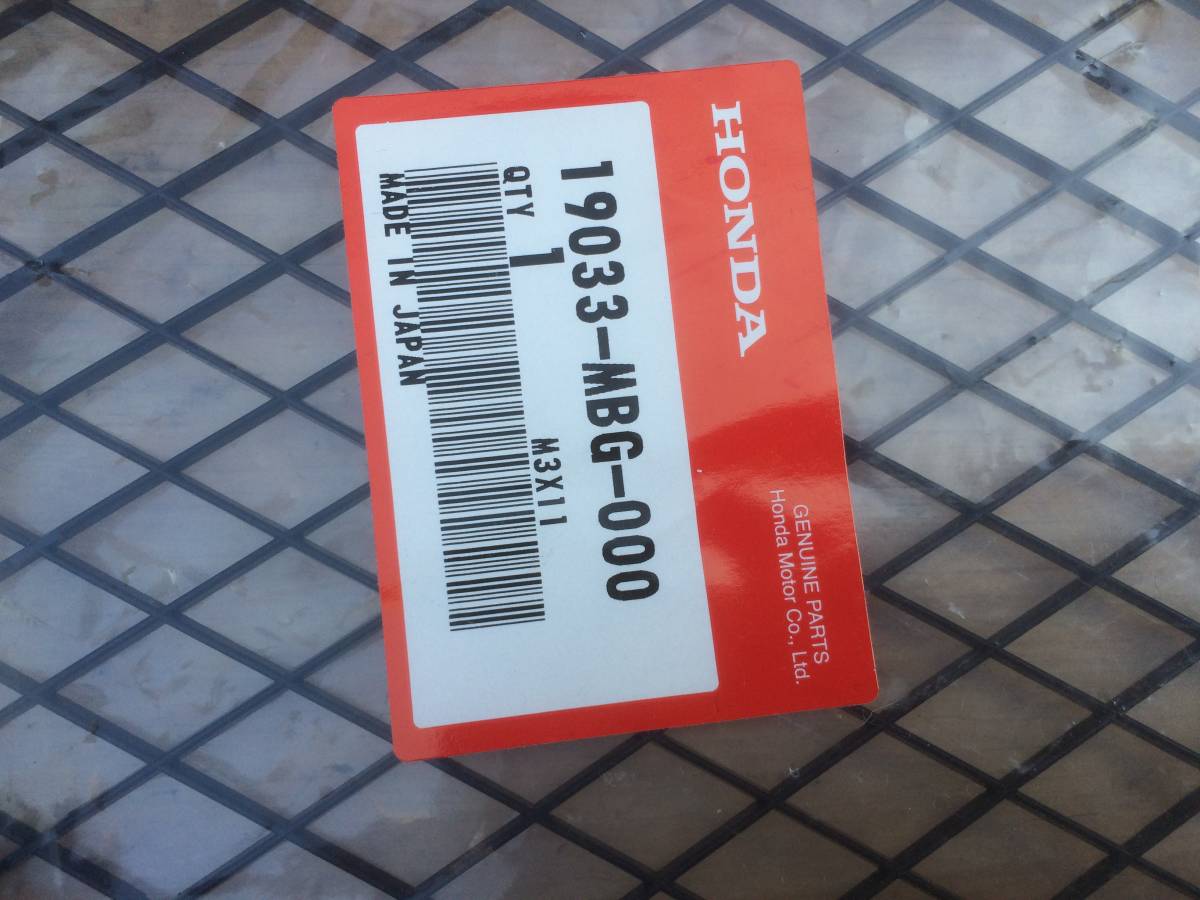 HONDA
GENUINE PARTS
Honda Motor Co., Ltd.
19033-MBG-000
QTY 1
M3X11
MADE IN JAPAN